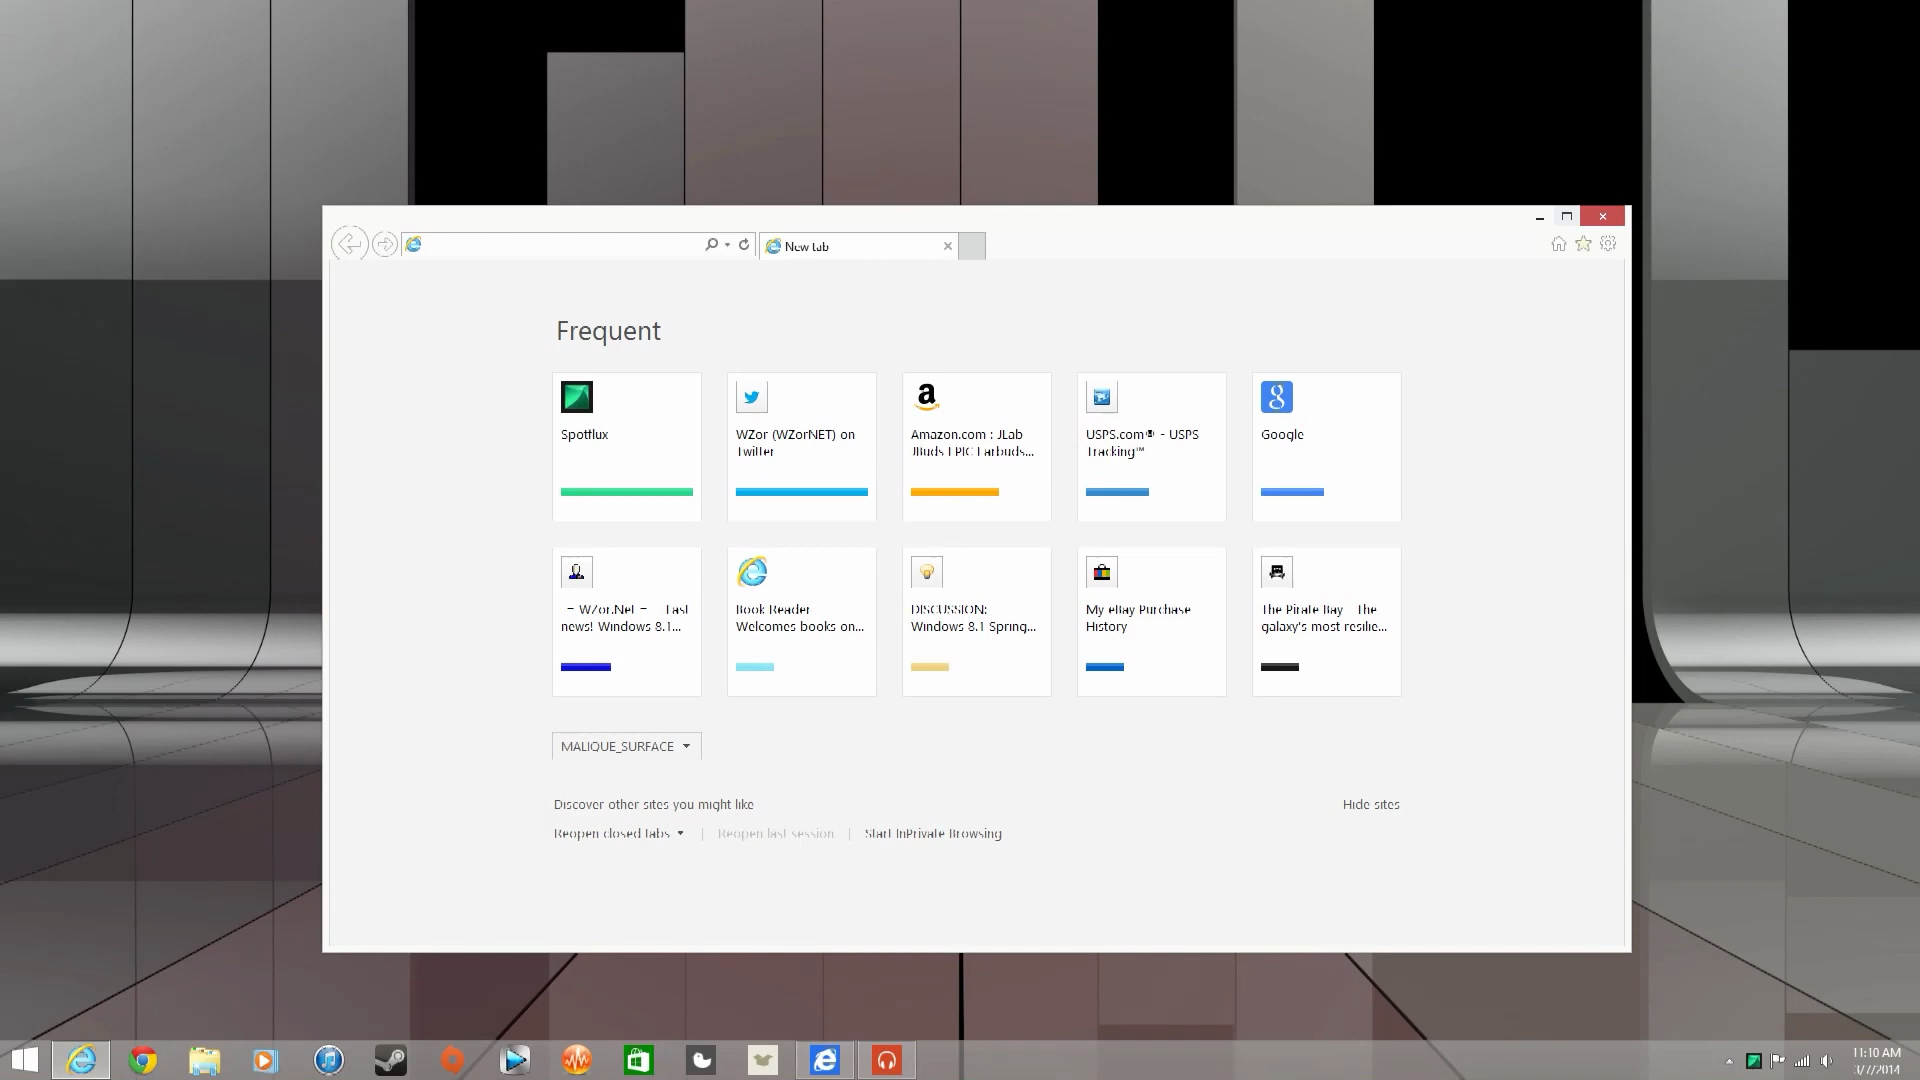 New tab
Frequent
Spotflux
WZor (WZorNET) on
Twitter
Amazon.com : JLab
JBuds EPIC Earbuds...
USPS.com® - USPS
Tracking™
Google
- = WZor.Net = - Last
news! Windows 8.1...
Book Reader
Welcomes books on...
DISCUSSION:
Windows 8.1 Spring...
My eBay Purchase
History
The Pirate Bay - The
galaxy's most resilie...
MALIQUE_SURFACE
Discover other sites you might like
Hide sites
Reopen closed tabs | Reopen last session | Start InPrivate Browsing
11:10 AM
3/7/2014